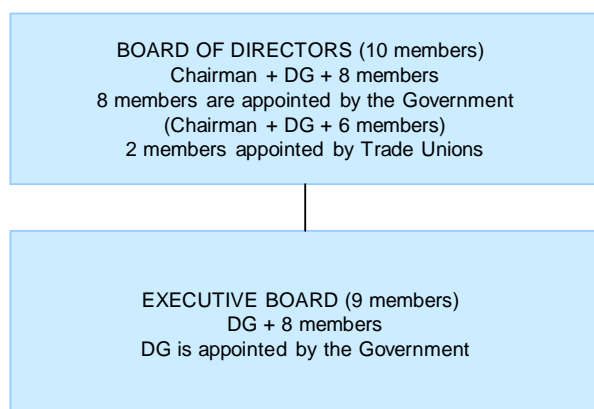 BOARD OF DIRECTORS (10 members)
Chairman + DG + 8 members
8 members are appointed by the Government
(Chairman + DG + 6 members)
2 members appointed by Trade Unions
EXECUTIVE BOARD (9 members)
DG + 8 members
DG is appointed by the Government